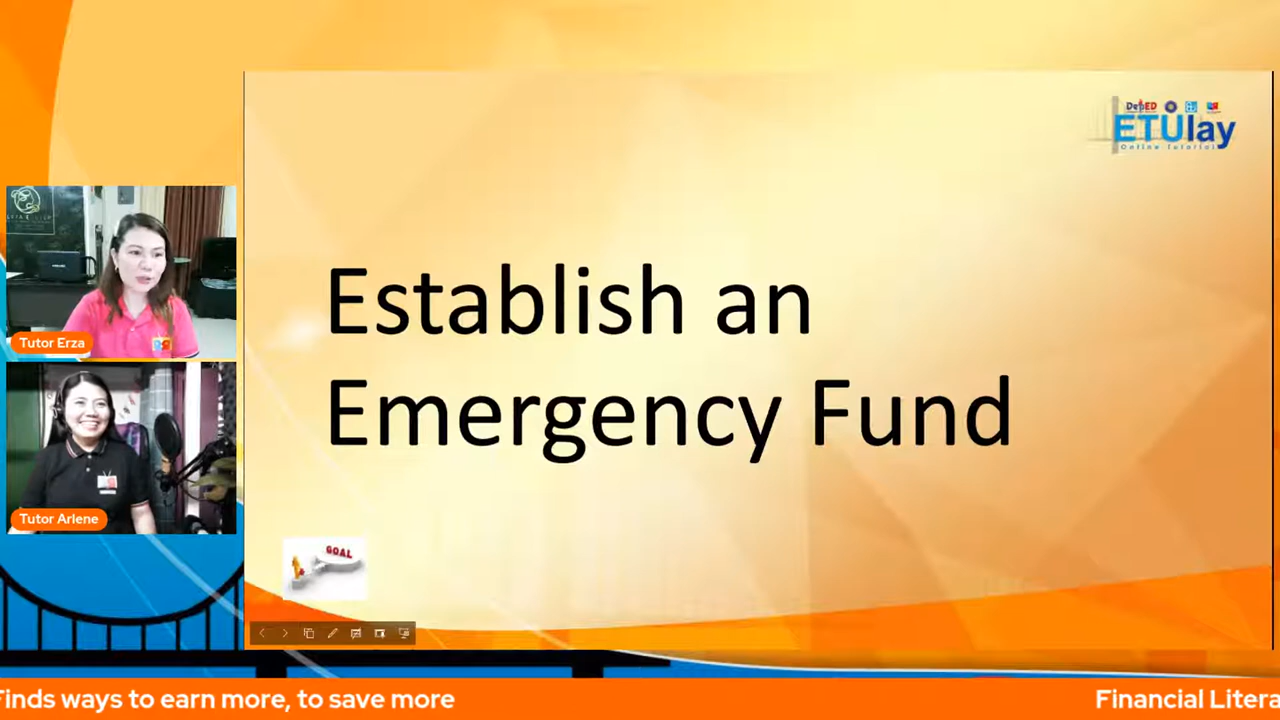 DepED
ETUlay
Online Tutorial
Establish an
Emergency Fund
Tutor Erza
Tutor Arlene
GOAL
Finds ways to earn more, to save more
Financial Litera